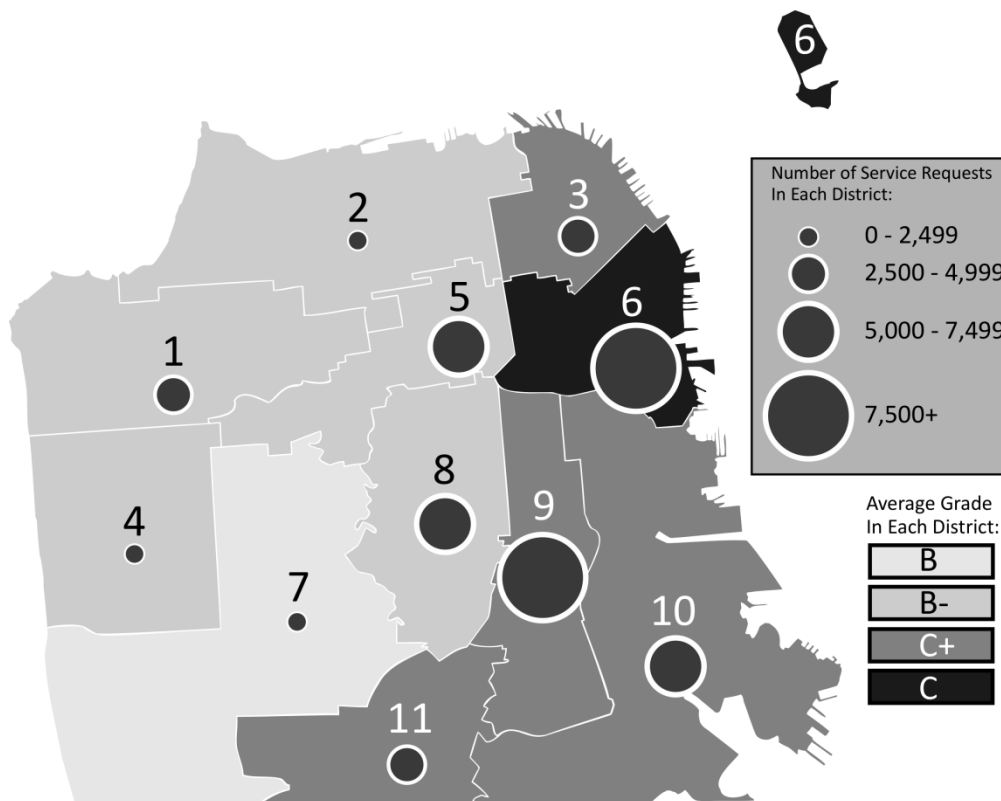 6
2
3
Number of Service Requests
In Each District:
0 - 2,499
2,500 - 4,999
5,000 - 7,499
7,500+
5
6
1
8
4
9
7
10
11
Average Grade
In Each District:
B
B-
C+
C